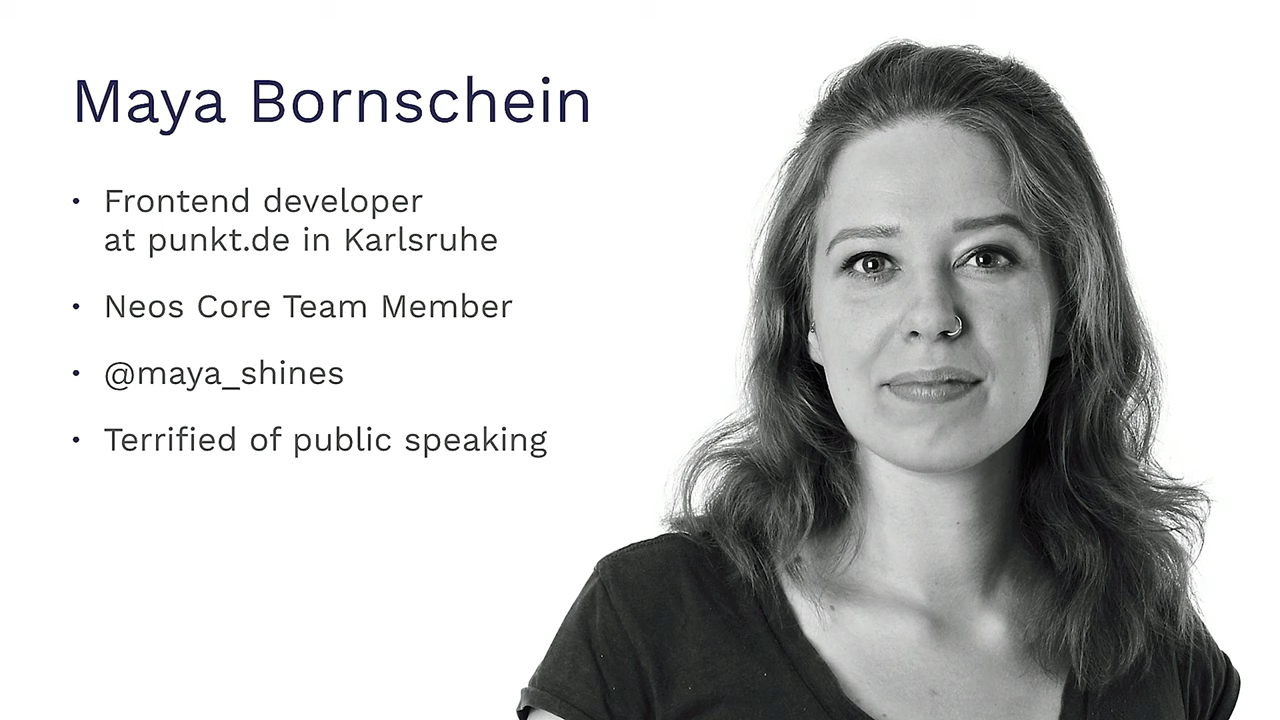 Maya Bornschein
• Frontend developer
at punkt.de in Karlsruhe
• Neos Core Team Member
• @maya_shines
• Terrified of public speaking